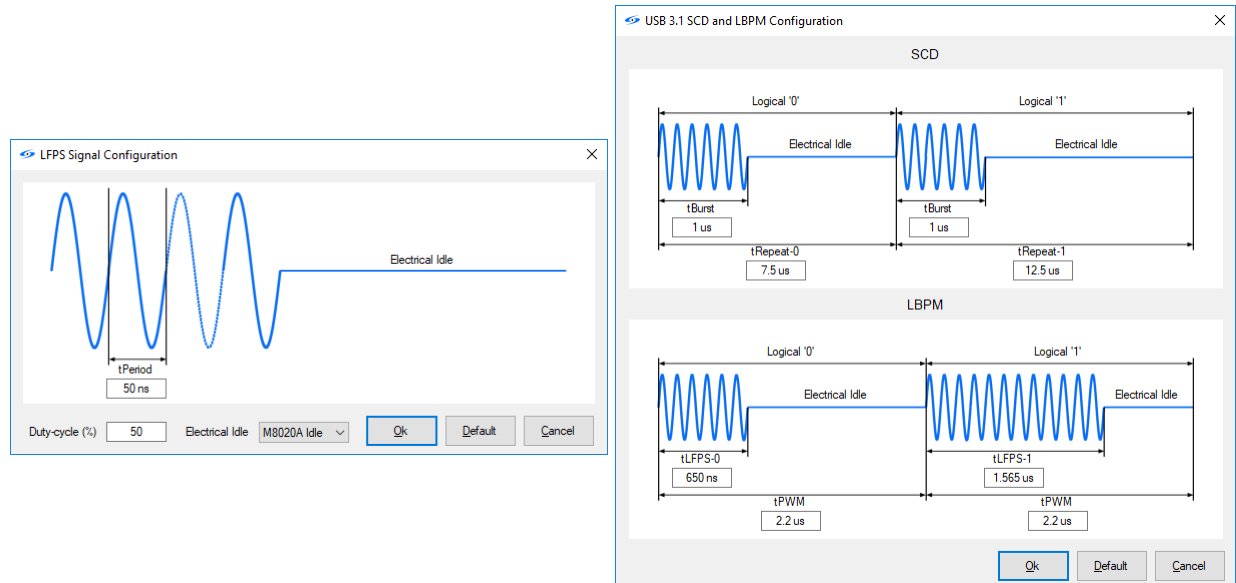 LFPS Signal Configuration
Electrical Idle
tPeriod
50 ns
Duty-cycle (%) 50 Electrical Idle M8020A Idle Ok Default Cancel
USB 3.1 SCD and LBPM Configuration
SCD
Logical '0' Logical '1'
Electrical Idle Electrical Idle
tBurst tBurst
1 us 1 us
tRepeat-0 tRepeat-1
7.5 us 12.5 us
LBPM
Logical '0' Logical '1'
Electrical Idle Electrical Idle
tLFPS-0 tLFPS-1
650 ns 1.565 us
tPWM tPWM
2.2 us 2.2 us
Ok Default Cancel